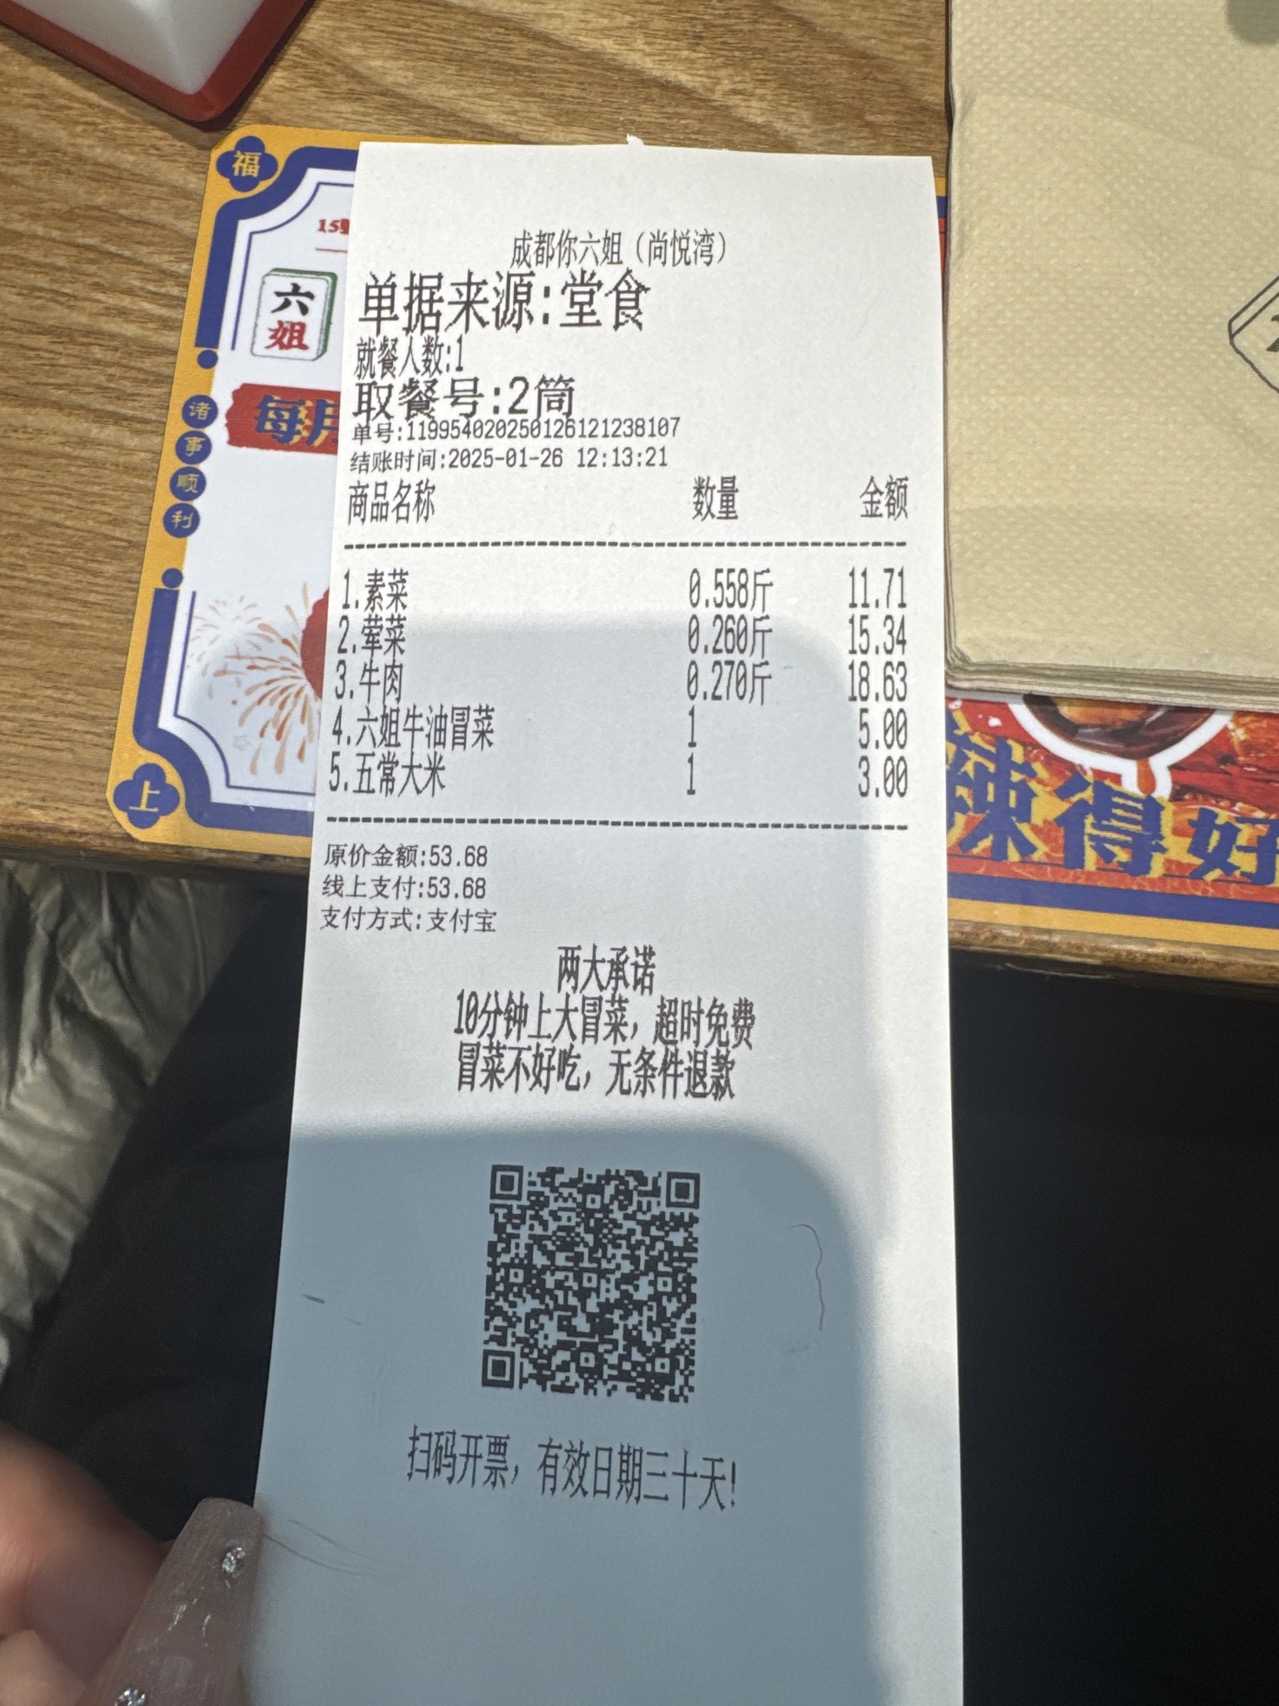 福
15
六
姐
每月
诸
事
顺
利
上
成都你六姐（尚悦湾）
单据来源:堂食
就餐人数:1
取餐号:2筒
单号:119954020250126121238107
结账时间:2025-01-26 12:13:21
商品名称 数量 金额
1.素菜 0.558斤 11.71
2.荤菜 0.260斤 15.34
3.牛肉 0.270斤 18.63
4.六姐牛油冒菜 1 5.00
5.五常大米 1 3.00
原价金额:53.68
线上支付:53.68
支付方式:支付宝
两大承诺
10分钟上大冒菜，超时免费
冒菜不好吃，无条件退款
扫码开票，有效日期三十天!
辣得好